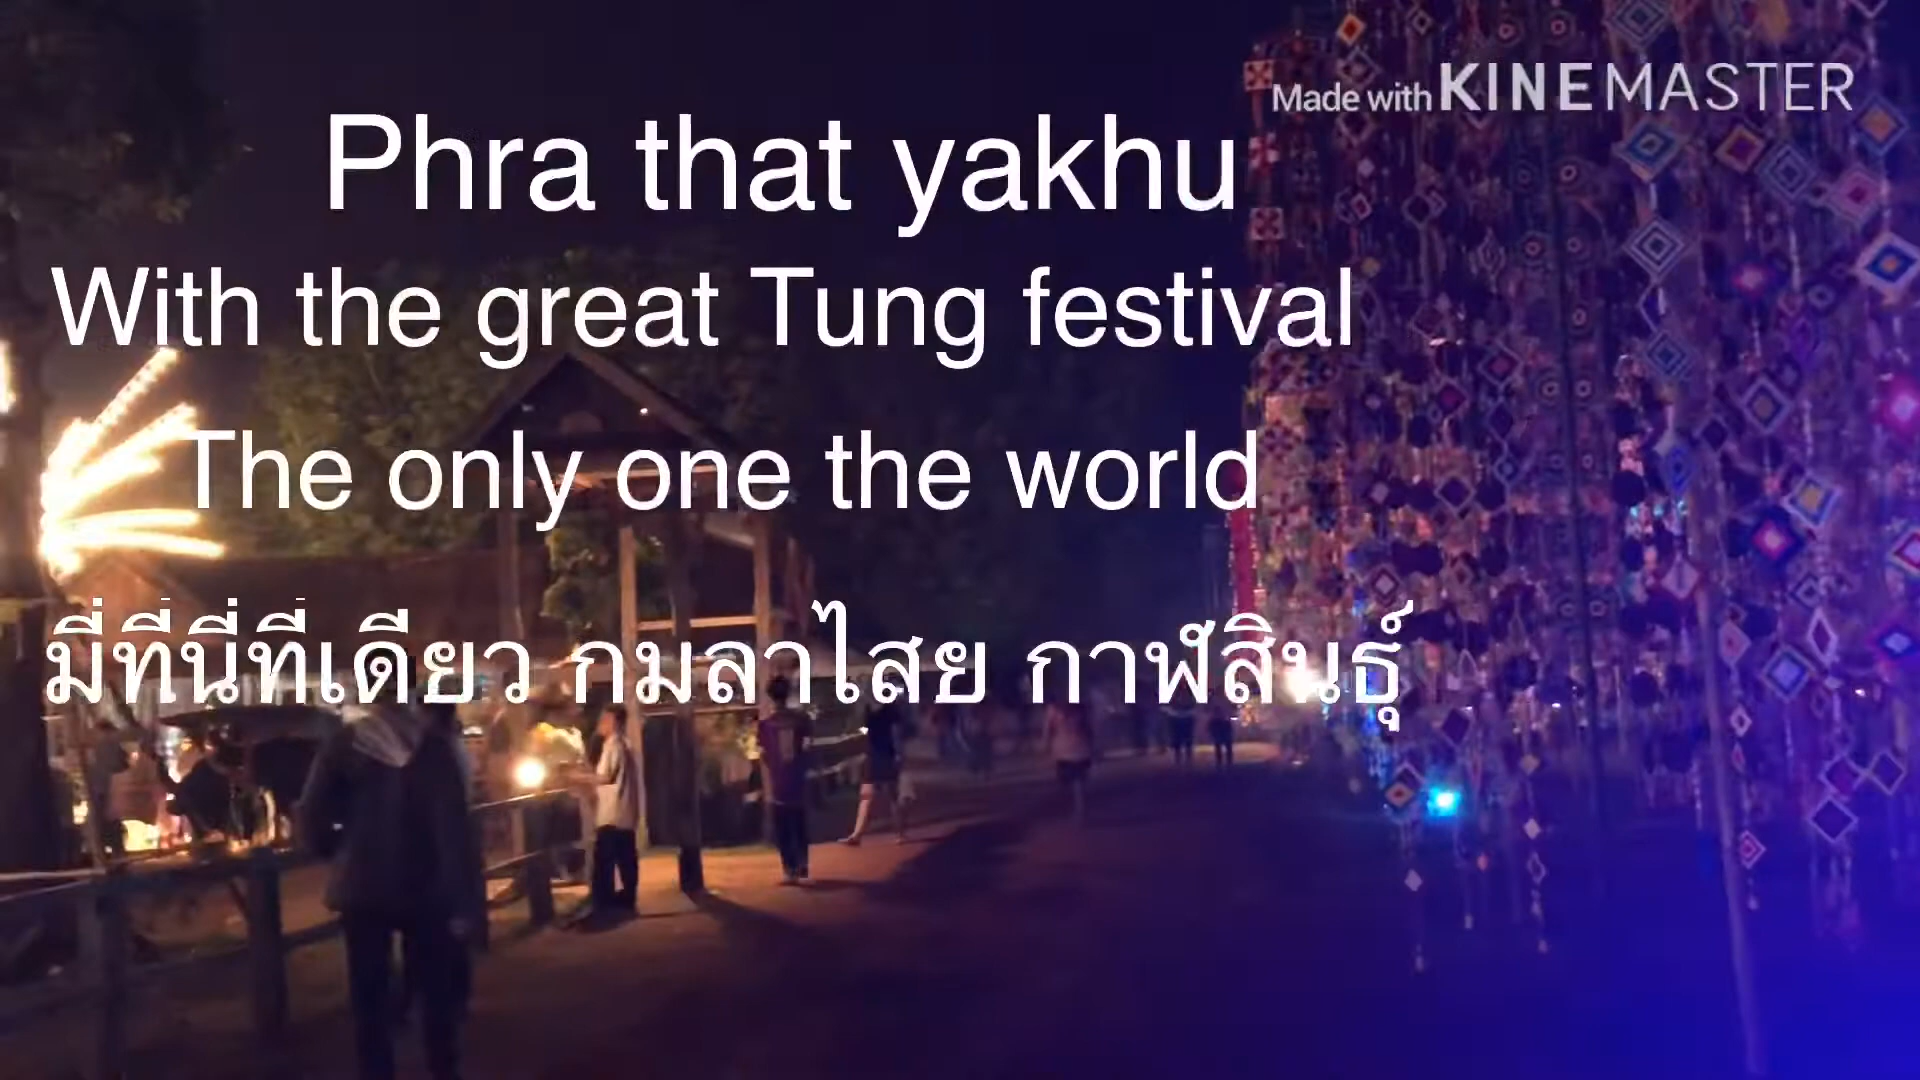 Made with KINEMASTER
Phra that yakhu
With the great Tung festival
The only one the world
มี่ที่นี่ที่เดียว กมลาไสย กาฬสินธุ์